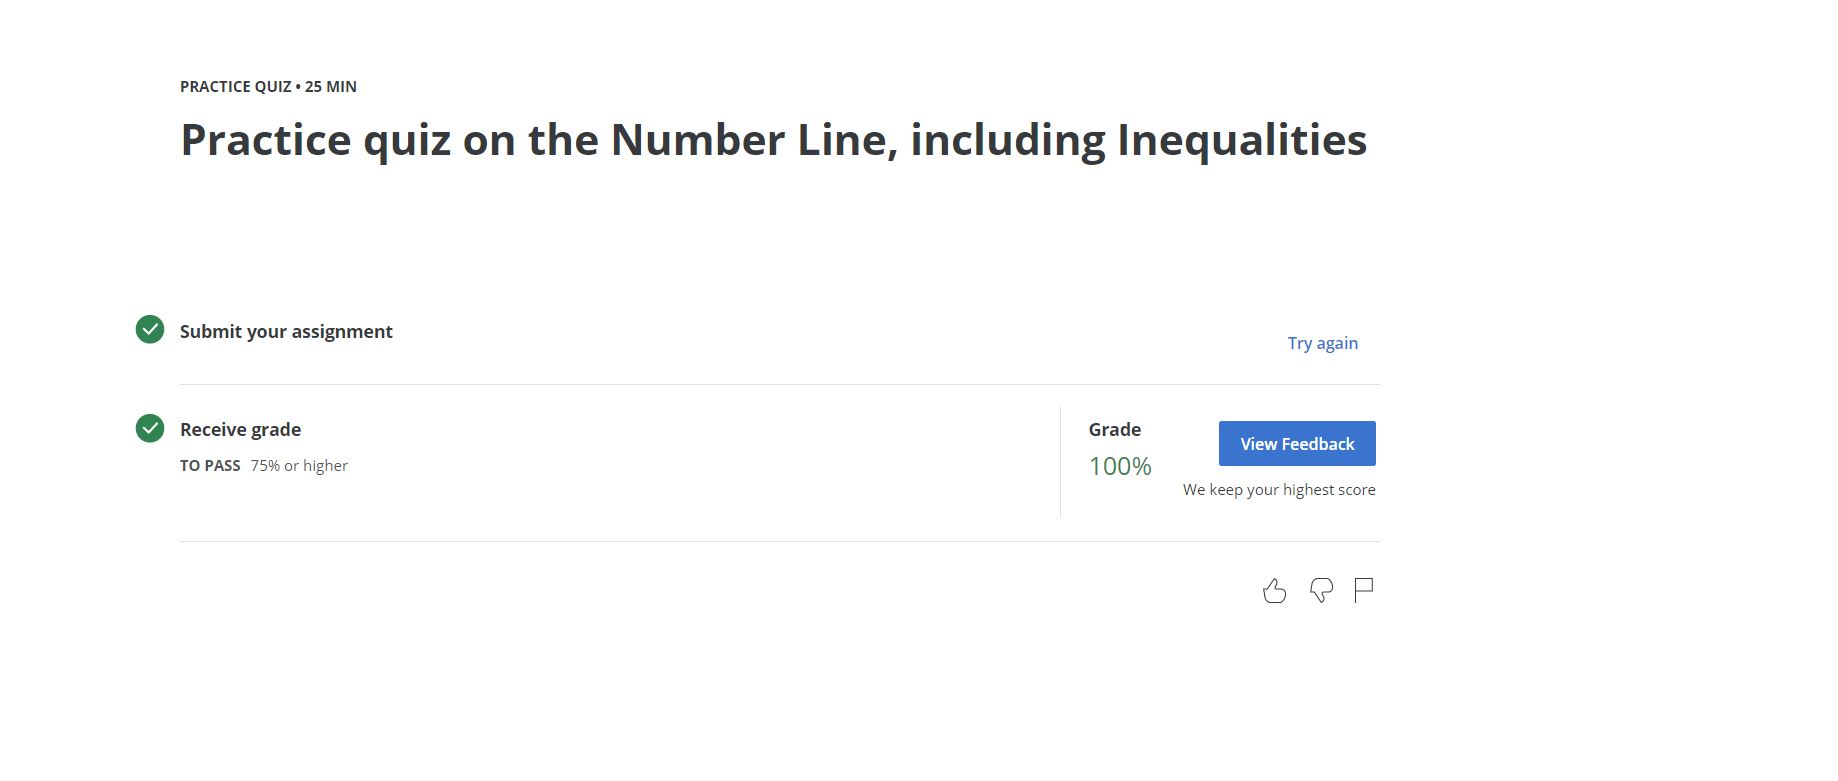 PRACTICE QUIZ • 25 MIN
Practice quiz on the Number Line, including Inequalities
Submit your assignment
Try again
Receive grade
TO PASS 75% or higher
Grade
100%
View Feedback
We keep your highest score